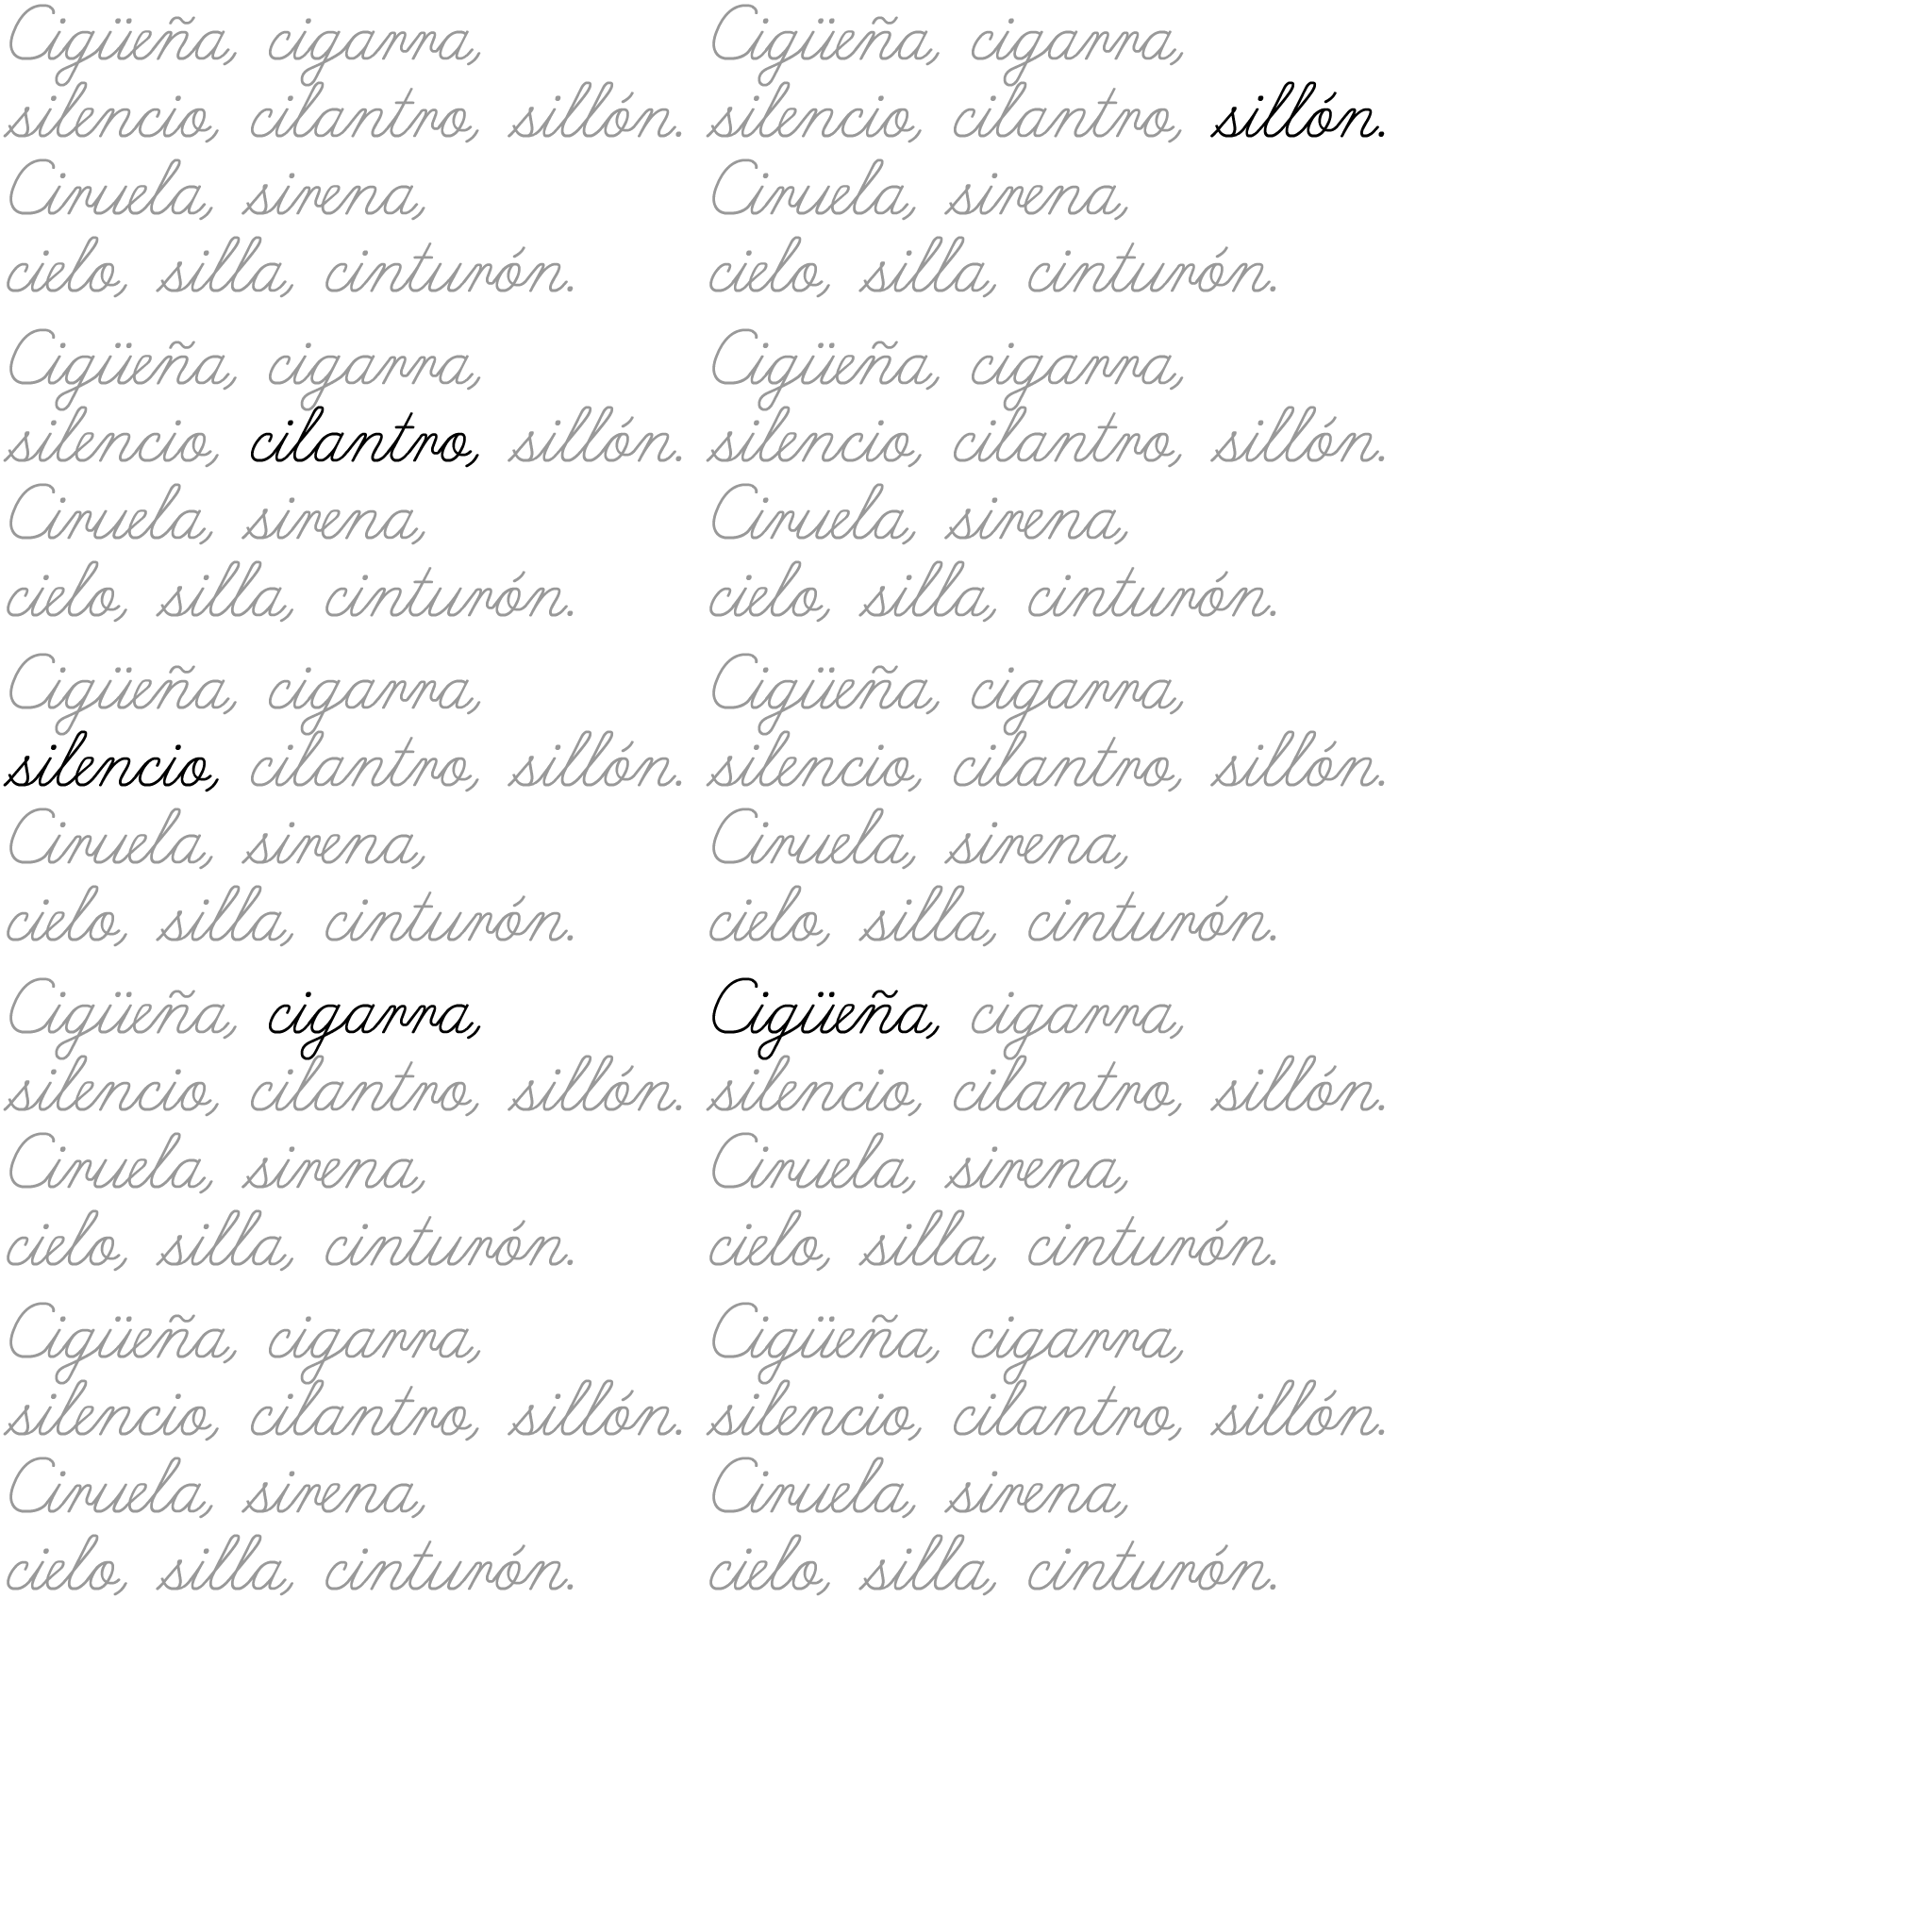 Cigüeña, cigarra,
silencio, cilantro, sillón.
Ciruela, sirena,
cielo, silla, cinturón.
Cigüeña, cigarra,
silencio, cilantro, sillón.
Ciruela, sirena,
cielo, silla, cinturón.
Cigüeña, cigarra,
silencio, cilantro, sillón.
Ciruela, sirena,
cielo, silla, cinturón.
Cigüeña, cigarra,
silencio, cilantro, sillón.
Ciruela, sirena,
cielo, silla, cinturón.
Cigüeña, cigarra,
silencio, cilantro, sillón.
Ciruela, sirena,
cielo, silla, cinturón.
Cigüeña, cigarra,
silencio, cilantro, sillón.
Ciruela, sirena,
cielo, silla, cinturón.
Cigüeña, cigarra,
silencio, cilantro, sillón.
Ciruela, sirena,
cielo, silla, cinturón.
Cigüeña, cigarra,
silencio, cilantro, sillón.
Ciruela, sirena,
cielo, silla, cinturón.
Cigüeña, cigarra,
silencio, cilantro, sillón.
Ciruela, sirena,
cielo, silla, cinturón.
Cigüeña, cigarra,
silencio, cilantro, sillón.
Ciruela, sirena,
cielo, silla, cinturón.